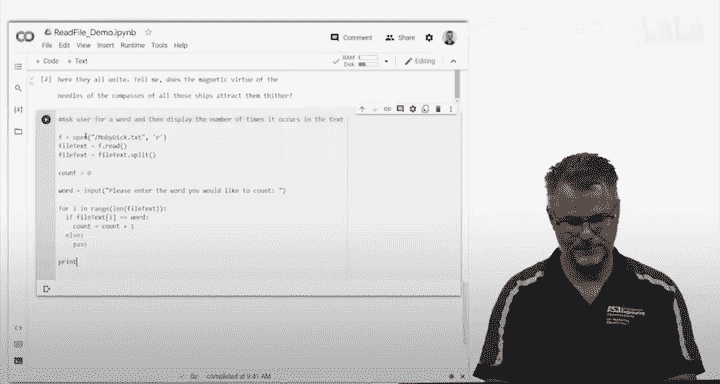 ReadFile_Demo.ipynb
Comment
Share
File Edit View Insert Runtime Tools Help
+ Code + Text
RAM
Disk
Editing
[2] here they all unite. Tell me, does the magnetic virtue of the
needles of the compasses of all those ships attract them thither?
#Ask user for a word and then display the number of times it occurs in the text
f = open("/MobyDick.txt", 'r')
fileText = f.read()
fileText = fileText.split()
count = 0
word = input("Please enter the word you would like to count: ")
for i in range(len(fileText)):
if fileText[i] == word:
count = count + 1
else:
pass
print
0s completed at 9:41 AM